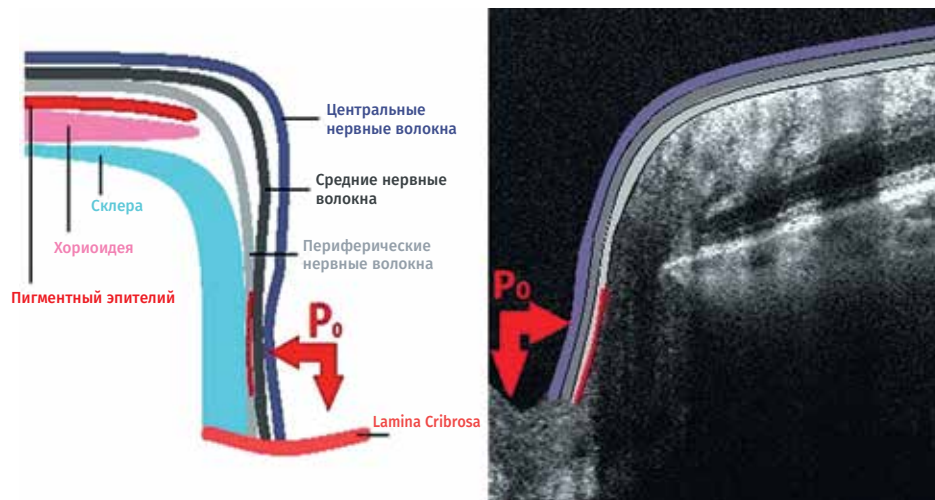 Центральные
нервные волокна
Средние нервные
волокна
Склера
Хориоидея
Периферические
нервные волокна
Пигментный эпителий
P₀
Lamina Cribrosa
P₀